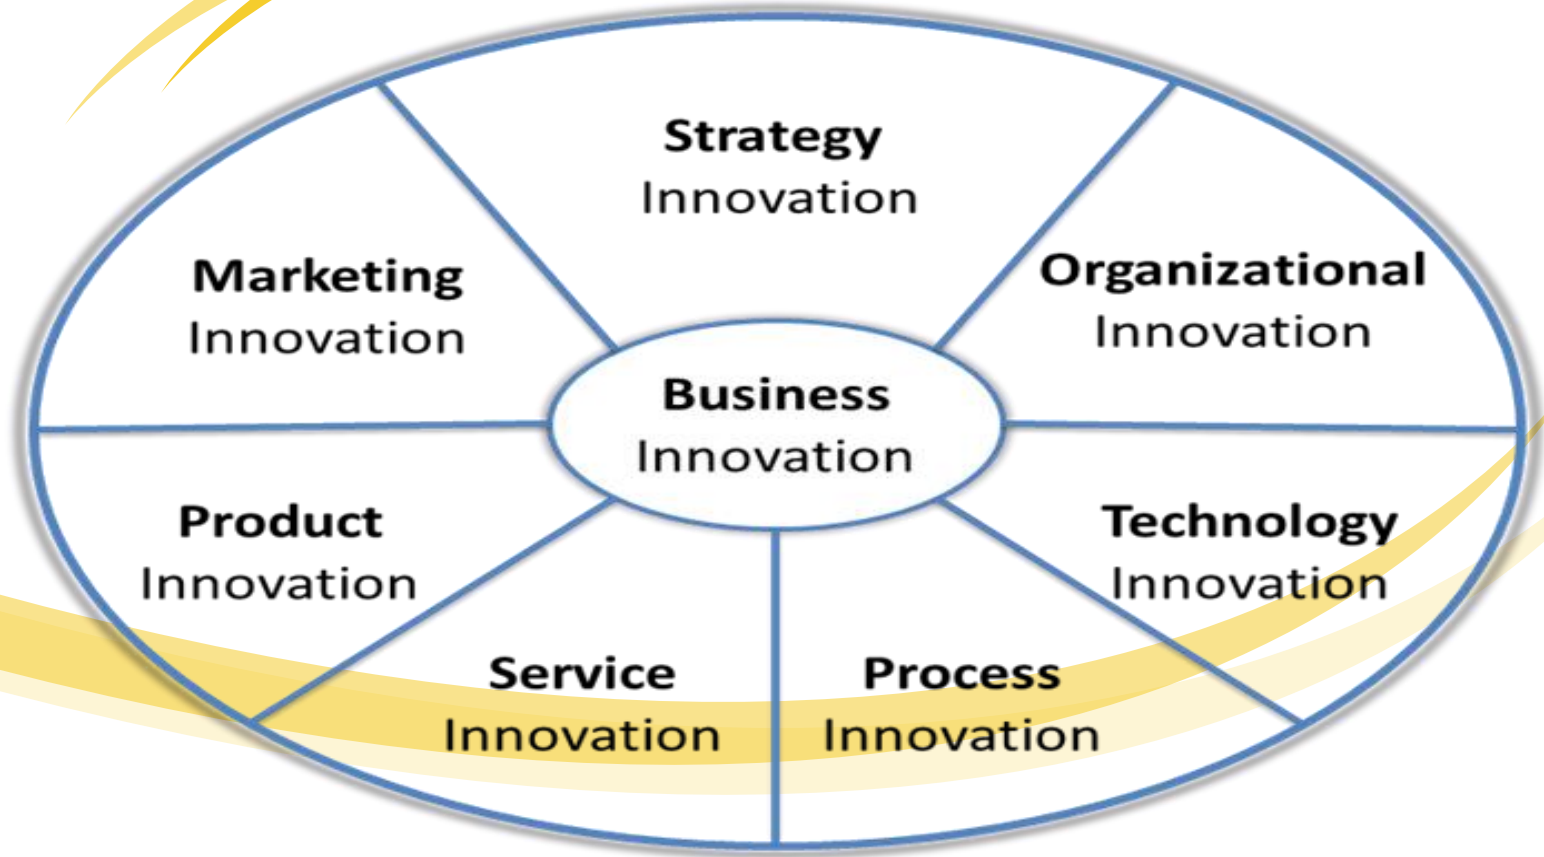 Strategy
Innovation
Marketing
Innovation
Organizational
Innovation
Business
Innovation
Product
Innovation
Technology
Innovation
Service
Innovation
Process
Innovation